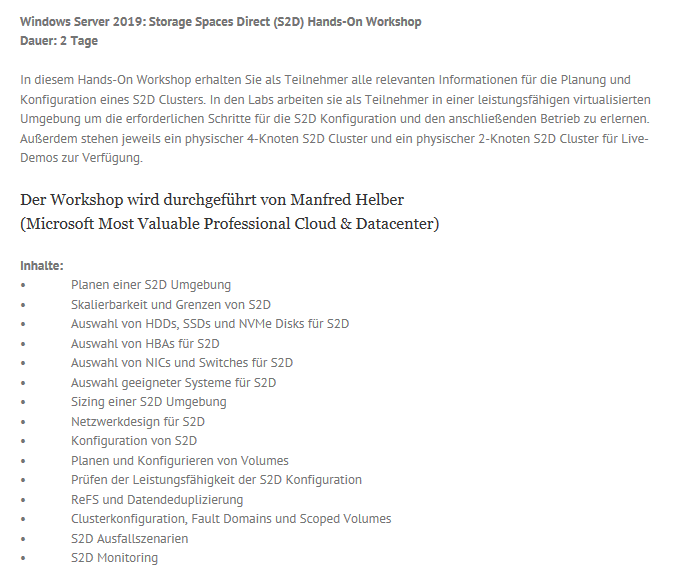 Windows Server 2019: Storage Spaces Direct (S2D) Hands-On Workshop
Dauer: 2 Tage
In diesem Hands-On Workshop erhalten Sie als Teilnehmer alle relevanten Informationen für die Planung und
Konfiguration eines S2D Clusters. In den Labs arbeiten sie als Teilnehmer in einer leistungsfähigen virtualisierten
Umgebung um die erforderlichen Schritte für die S2D Konfiguration und den anschließenden Betrieb zu erlernen.
Außerdem stehen jeweils ein physischer 4-Knoten S2D Cluster und ein physischer 2-Knoten S2D Cluster für Live-
Demos zur Verfügung.
Der Workshop wird durchgeführt von Manfred Helber
(Microsoft Most Valuable Professional Cloud & Datacenter)
Inhalte:
• Planen einer S2D Umgebung
• Skalierbarkeit und Grenzen von S2D
• Auswahl von HDDs, SSDs und NVMe Disks für S2D
• Auswahl von HBAs für S2D
• Auswahl von NICs und Switches für S2D
• Auswahl geeigneter Systeme für S2D
• Sizing einer S2D Umgebung
• Netzwerkdesign für S2D
• Konfiguration von S2D
• Planen und Konfigurieren von Volumes
• Prüfen der Leistungsfähigkeit der S2D Konfiguration
• ReFS und Datendeduplizierung
• Clusterkonfiguration, Fault Domains und Scoped Volumes
• S2D Ausfallszenarien
• S2D Monitoring